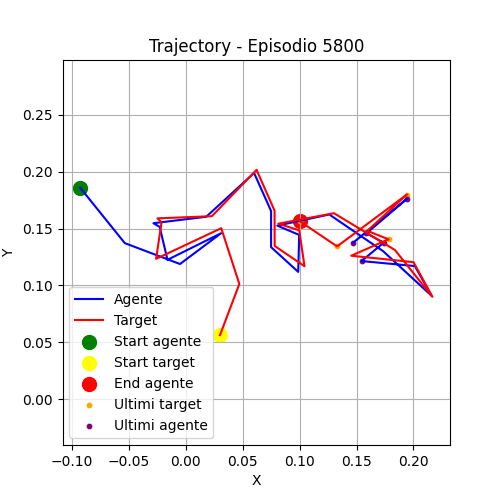 Trajectory - Episodio 5800
Y
0.25
0.20
0.15
0.10
0.05
0.00
Agente
Target
Start agente
Start target
End agente
Ultimi target
Ultimi agente
−0.10 −0.05 0.00 0.05 0.10 0.15 0.20
X